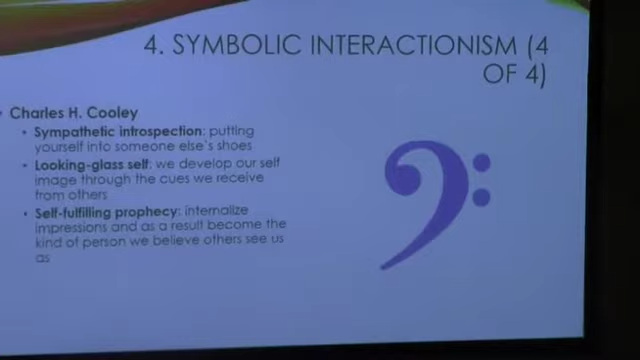 4. SYMBOLIC INTERACTIONISM (4
OF 4)
• Charles H. Cooley
• Sympathetic introspection: putting
yourself into someone else's shoes
• Looking-glass self: we develop our self
image through the cues we receive
from others
• Self-fulfilling prophecy: internalize
impressions and as a result become the
kind of person we believe others see us
as